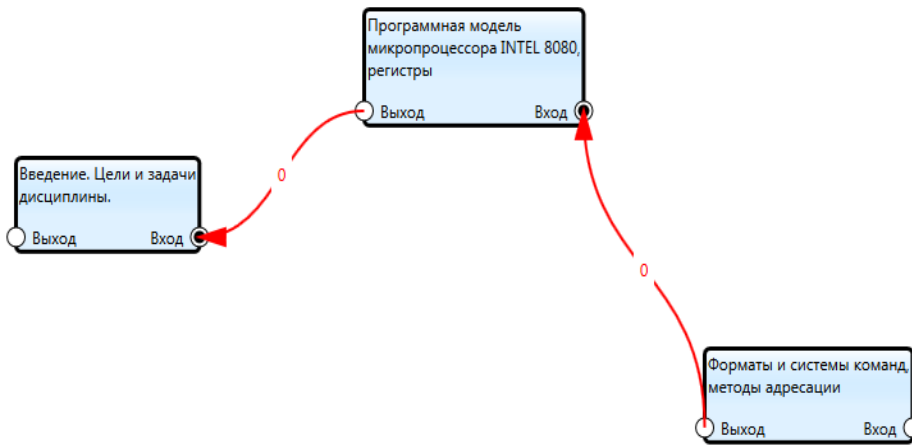 Программная модель
микропроцессора INTEL 8080,
регистры
Выход Вход
0
Введение. Цели и задачи
дисциплины.
Выход Вход
0
Форматы и системы команд,
методы адресации
Выход Вход